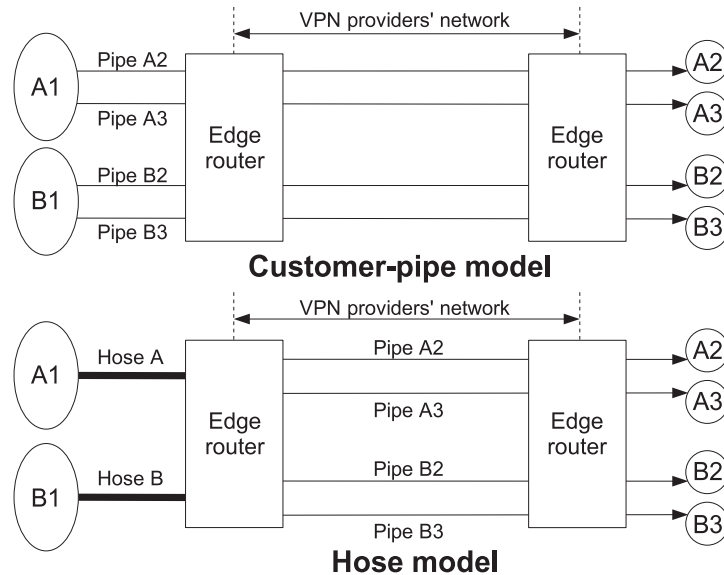 VPN providers' network
A1
Pipe A2
Pipe A3
B1
Pipe B2
Pipe B3
Edge
router
Edge
router
A2
A3
B2
B3
Customer-pipe model
VPN providers' network
A1
Hose A
B1
Hose B
Edge
router
Pipe A2
Pipe A3
Pipe B2
Pipe B3
Edge
router
A2
A3
B2
B3
Hose model